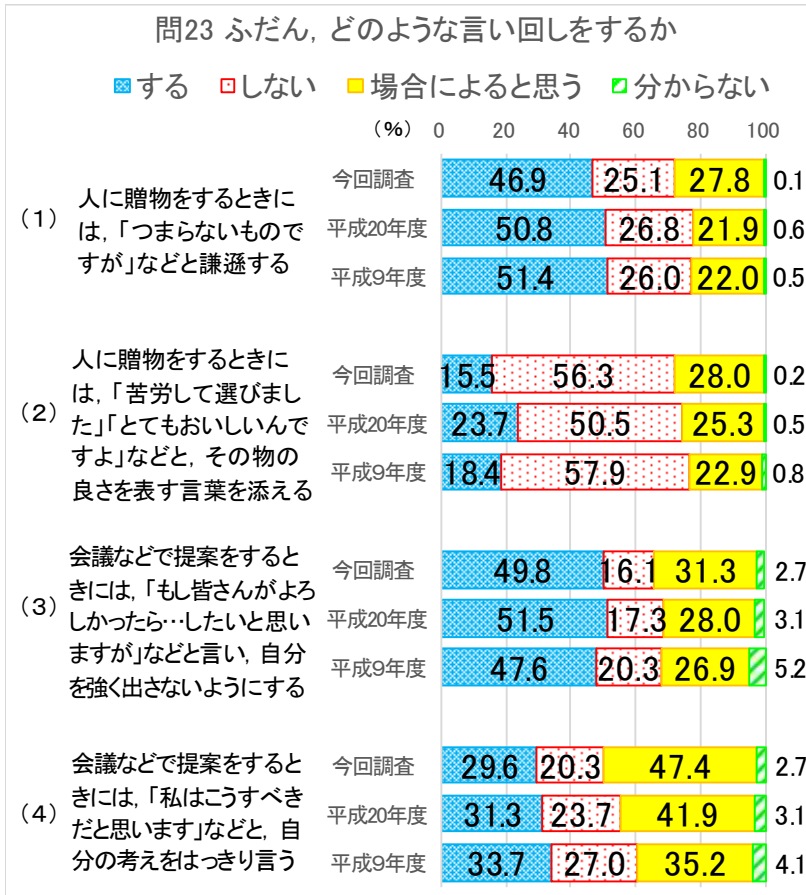 問23 ふだん，どのような言い回しをするか
する しない 場合によると思う 分からない
（%） 0 20 40 60 80 100
（１）
人に贈物をするときに
は，「つまらないもので
すが」などと謙遜する
今回調査 46.9 25.1 27.8 0.1
平成20年度 50.8 26.8 21.9 0.6
平成９年度 51.4 26.0 22.0 0.5
（２）
人に贈物をするときに
は，「苦労して選びまし
た」「とてもおいしいんで
すよ」などと，その物の
良さを表す言葉を添える
今回調査 15.5 56.3 28.0 0.2
平成20年度 23.7 50.5 25.3 0.5
平成９年度 18.4 57.9 22.9 0.8
（３）
会議などで提案をすると
きには，「もし皆さんがよろ
しかったら…したいと思い
ますが」などと言い，自分
を強く出さないようにする
今回調査 49.8 16.1 31.3 2.7
平成20年度 51.5 17.3 28.0 3.1
平成９年度 47.6 20.3 26.9 5.2
（４）
会議などで提案をすると
きには，「私はこうすべき
だと思います」などと，自
分の考えをはっきり言う
今回調査 29.6 20.3 47.4 2.7
平成20年度 31.3 23.7 41.9 3.1
平成９年度 33.7 27.0 35.2 4.1